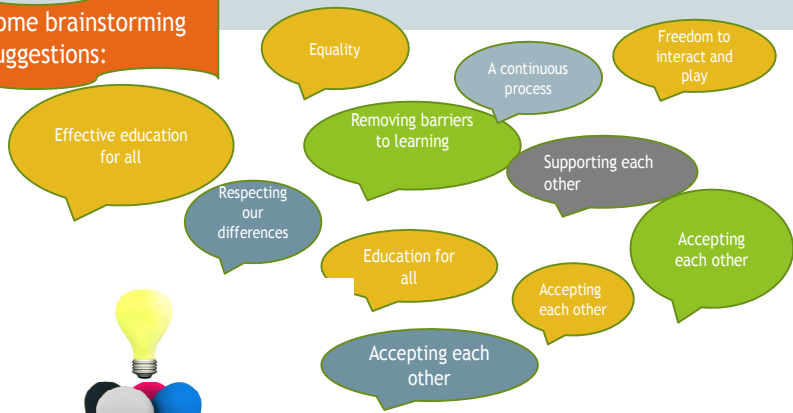 ome brainstorming
uggestions:
Equality
A continuous
process
Freedom to
interact and
play
Effective education
for all
Removing barriers
to learning
Supporting each
other
Respecting
our
differences
Accepting
each other
Education for
all
Accepting
each other
Accepting each
other